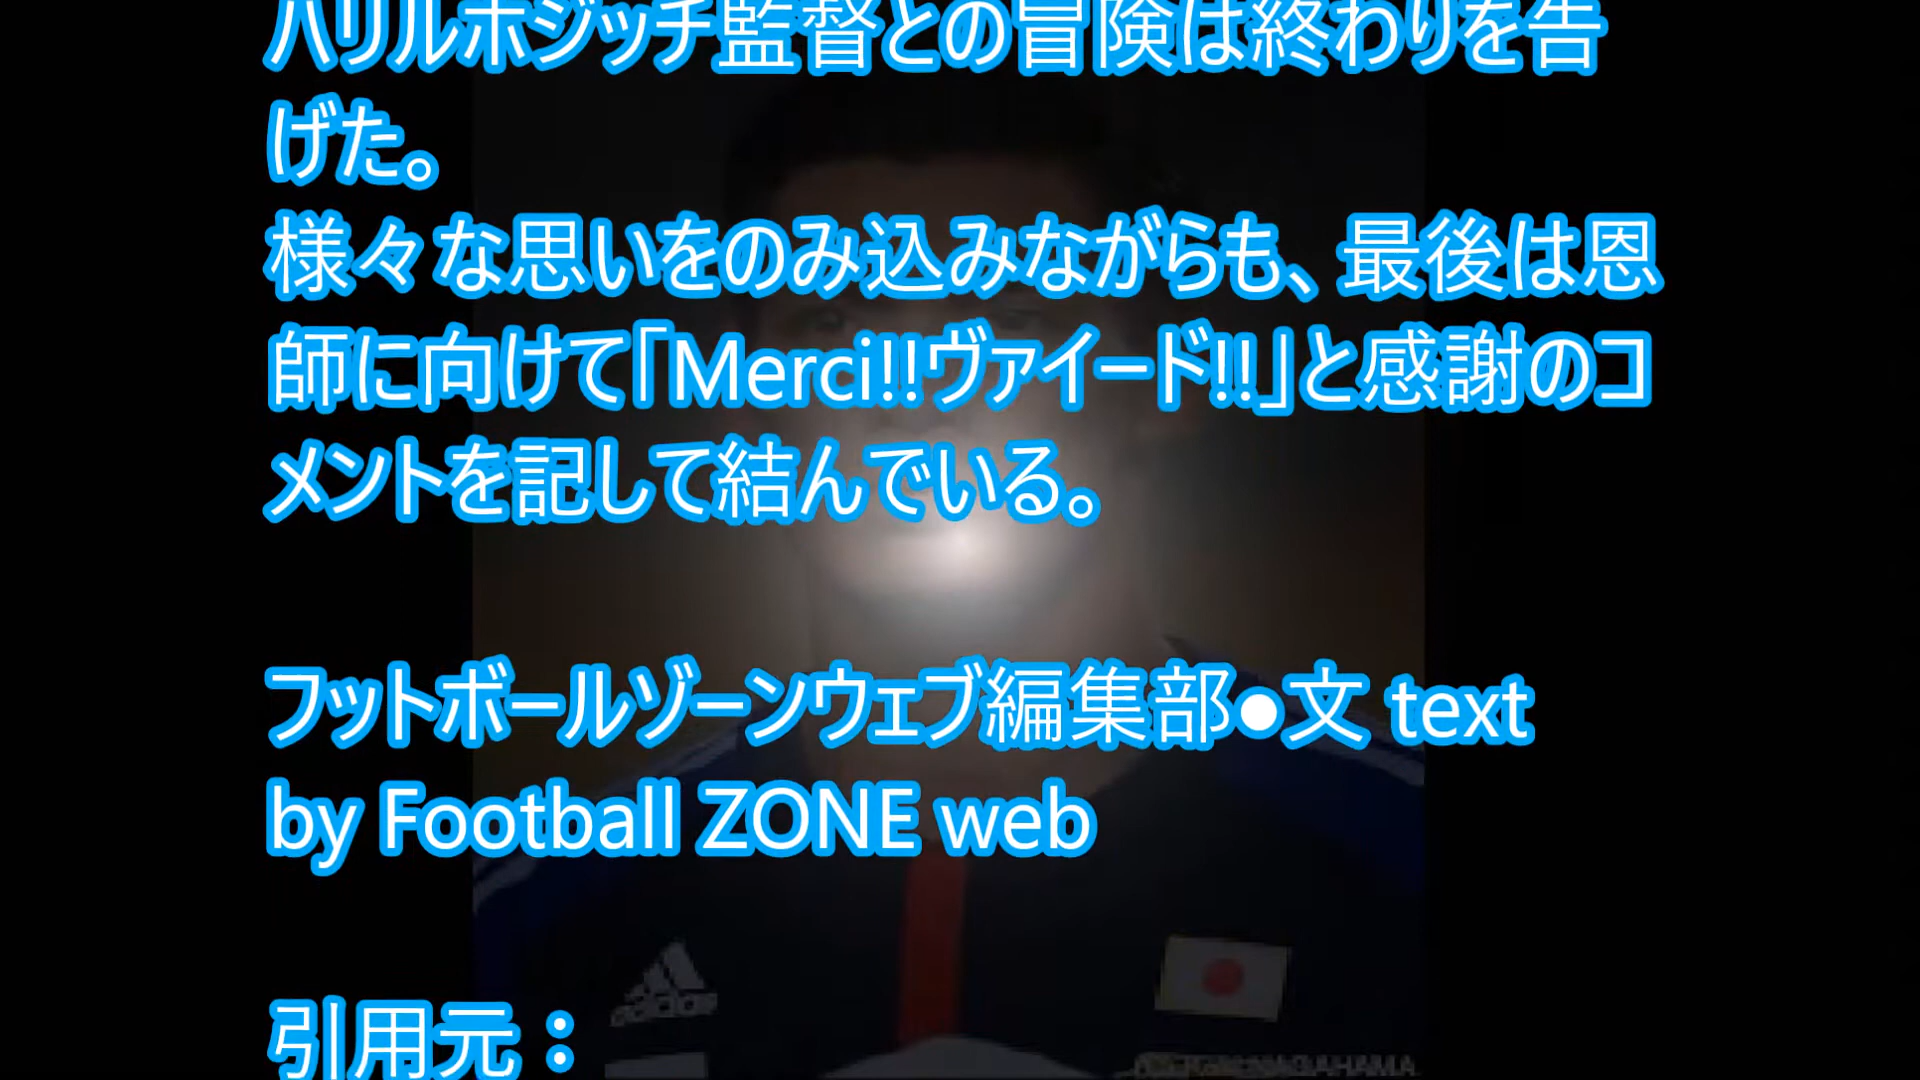 ハリルホジッチ監督との冒険は終わりを告
げた。
様々な思いをのみ込みながらも、最後は恩
師に向けて「Merci!!ヴァイード!!」と感謝のコ
メントを記して結んでいる。
フットボールゾーンウェブ編集部●文 text
by Football ZONE web
引用元：
adidas